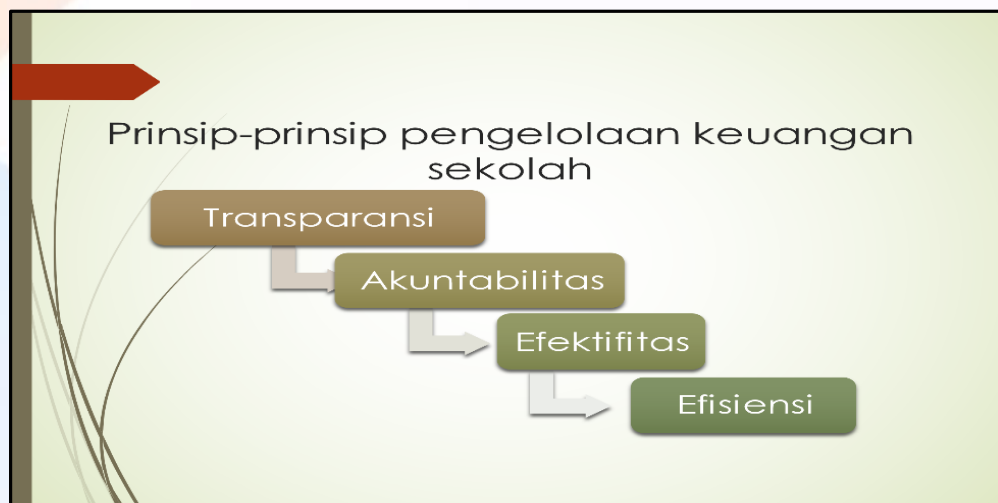 Prinsip-prinsip pengelolaan keuangan
sekolah
Transparansi
Akuntabilitas
Efektifitas
Efisiensi